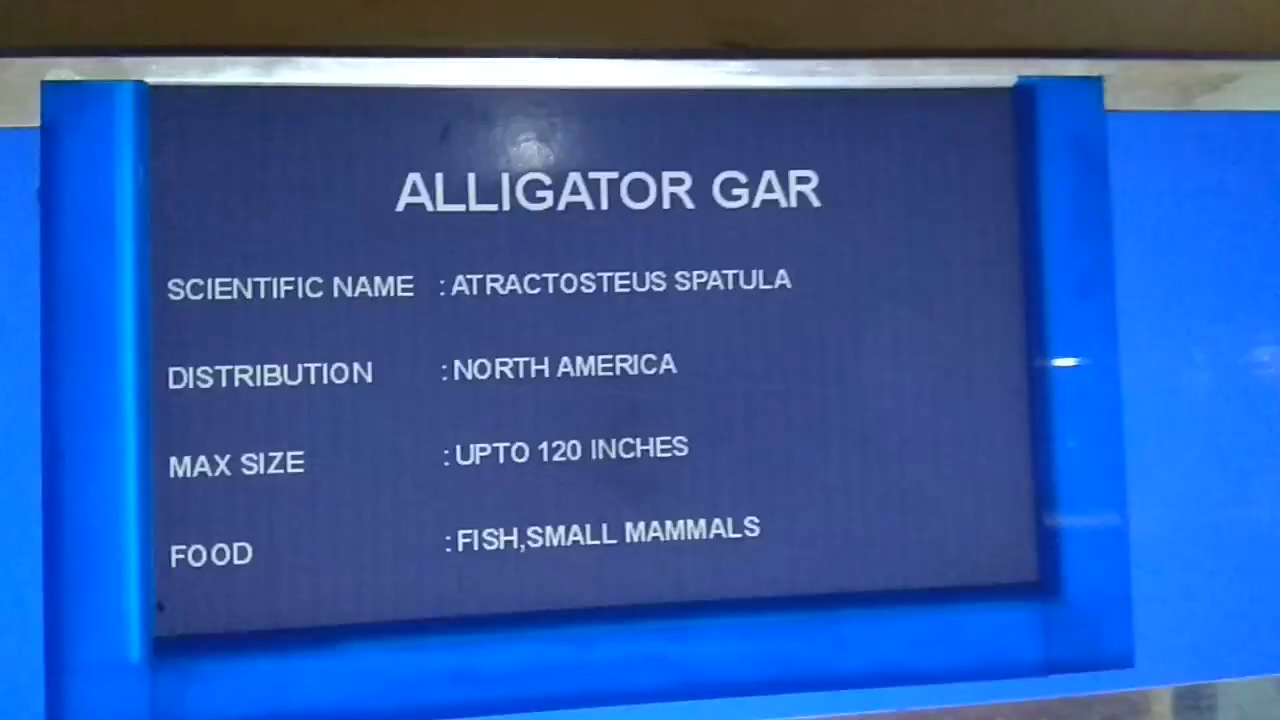 ALLIGATOR GAR
SCIENTIFIC NAME : ATRACTOSTEUS SPATULA
DISTRIBUTION : NORTH AMERICA
MAX SIZE : UPTO 120 INCHES
FOOD : FISH,SMALL MAMMALS